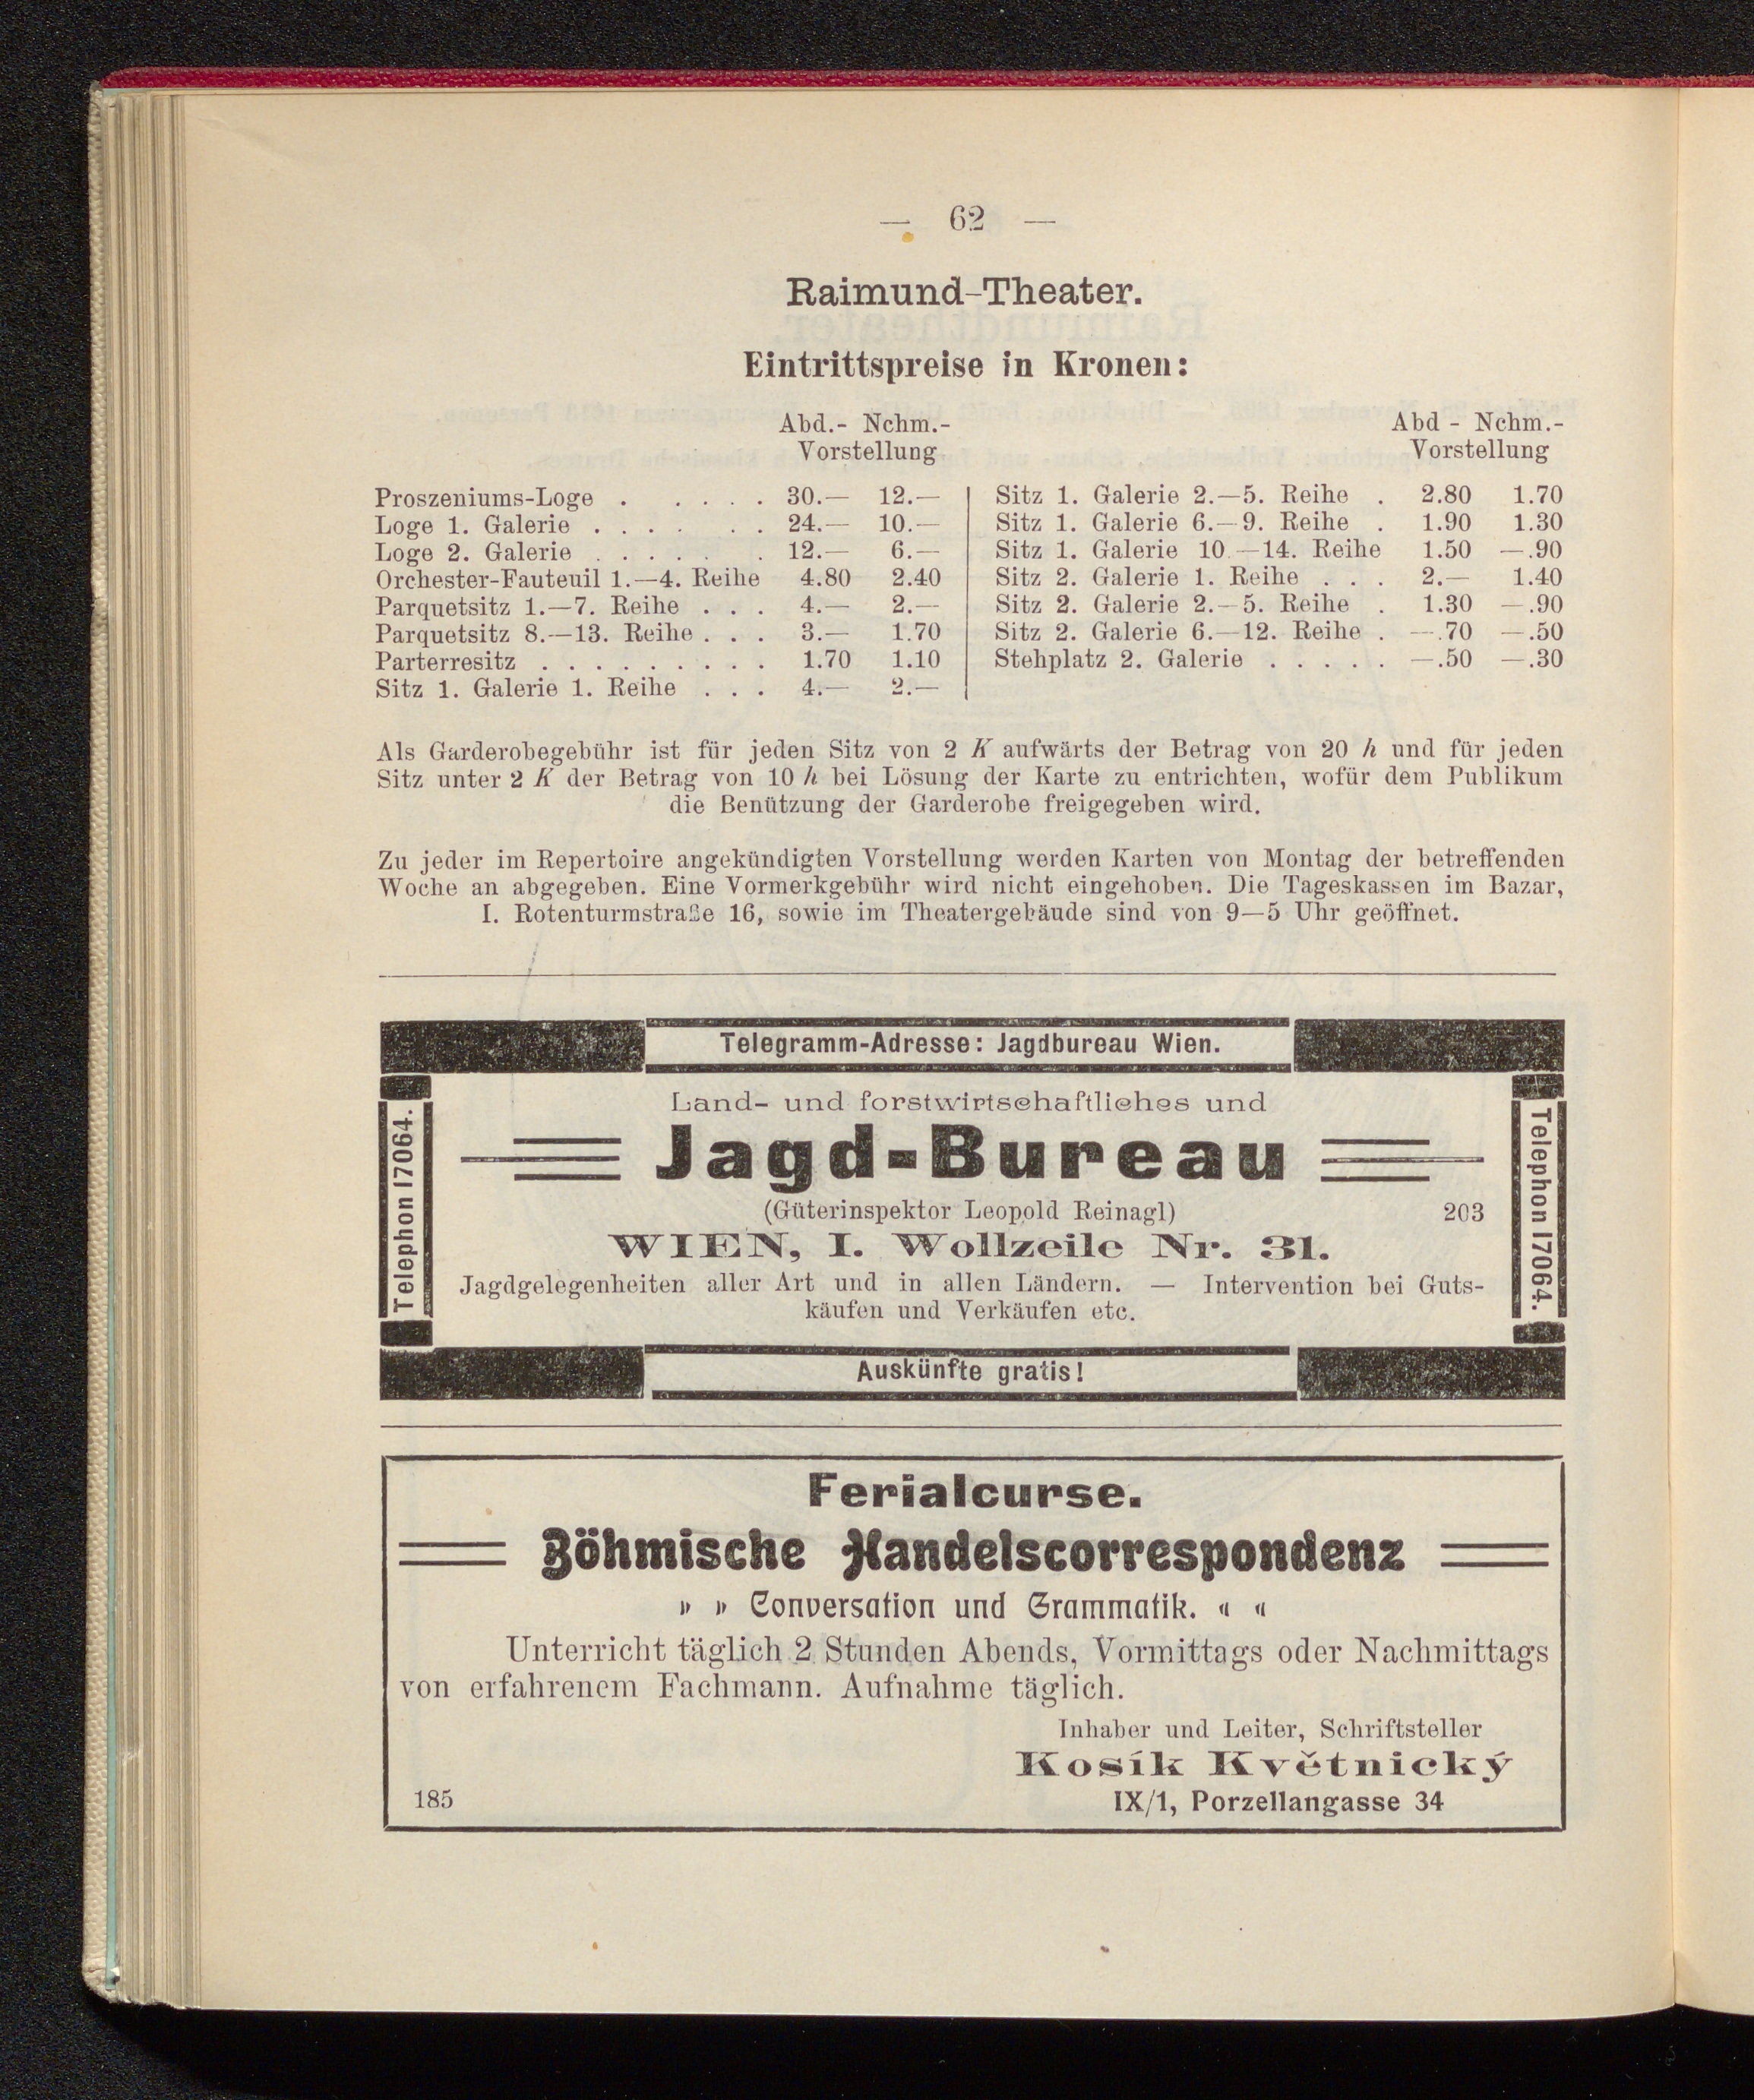 — 62 —
Raimund-Theater.
Eintrittspreise in Kronen:
Abd.- Nchm.-
Vorstellung
Proszeniums-Loge . . . . . . 30.— 12.—
Loge 1. Galerie . . . . . . . 24.— 10.—
Loge 2. Galerie . . . . . . . 12.— 6.—
Orchester-Fauteuil 1.—4. Reihe 4.80 2.40
Parquetsitz 1.—7. Reihe . . . 4.— 2.—
Parquetsitz 8.—13. Reihe . . . 3.— 1.70
Parterresitz . . . . . . . . . 1.70 1.10
Sitz 1. Galerie 1. Reihe . . . 4.— 2.—
Abd - Nchm.-
Vorstellung
Sitz 1. Galerie 2.—5. Reihe . 2.80 1.70
Sitz 1. Galerie 6.—9. Reihe . 1.90 1.30
Sitz 1. Galerie 10.—14. Reihe 1.50 —.90
Sitz 2. Galerie 1. Reihe . . . 2.— 1.40
Sitz 2. Galerie 2.—5. Reihe . 1.30 —.90
Sitz 2. Galerie 6.—12. Reihe . —.70 —.50
Stehplatz 2. Galerie . . . . . —.50 —.30
Als Garderobegebühr ist für jeden Sitz von 2 K aufwärts der Betrag von 20 h und für jeden
Sitz unter 2 K der Betrag von 10 h bei Lösung der Karte zu entrichten, wofür dem Publikum
die Benützung der Garderobe freigegeben wird.
Zu jeder im Repertoire angekündigten Vorstellung werden Karten von Montag der betreffenden
Woche an abgegeben. Eine Vormerkgebühr wird nicht eingehoben. Die Tageskassen im Bazar,
I. Rotenturmstraße 16, sowie im Theatergebäude sind von 9—5 Uhr geöffnet.
Telegramm-Adresse: Jagdbureau Wien.
Telephon 17064.
Land- und forstwirtschaftliches und
Jagd-Bureau
(Güterinspektor Leopold Reinagl) 203
WIEN, I. Wollzeile Nr. 31.
Jagdgelegenheiten aller Art und in allen Ländern. — Intervention bei Guts-
käufen und Verkäufen etc.
Telephon 17064.
Auskünfte gratis!
Ferialcurse.
Böhmische Handelscorrespondenz
» » Conversation und Grammatik. « «
Unterricht täglich 2 Stunden Abends, Vormittags oder Nachmittags
von erfahrenem Fachmann. Aufnahme täglich.
Inhaber und Leiter, Schriftsteller
Kosík Květnický
185 IX/1, Porzellangasse 34